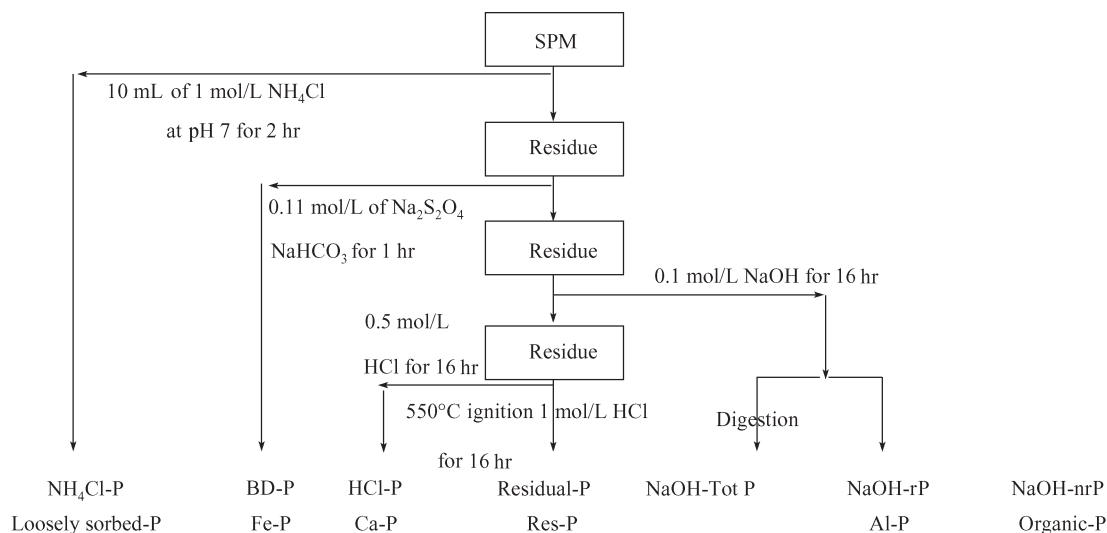 SPM
10 mL of 1 mol/L NH₄Cl
at pH 7 for 2 hr
Residue
0.11 mol/L of Na₂S₂O₄
NaHCO₃ for 1 hr
Residue
0.1 mol/L NaOH for 16 hr
0.5 mol/L
HCl for 16 hr
Residue
550°C ignition 1 mol/L HCl
for 16 hr
Digestion
NH₄Cl-P BD-P HCl-P Residual-P NaOH-Tot P NaOH-rP NaOH-nrP
Loosely sorbed-P Fe-P Ca-P Res-P Al-P Organic-P